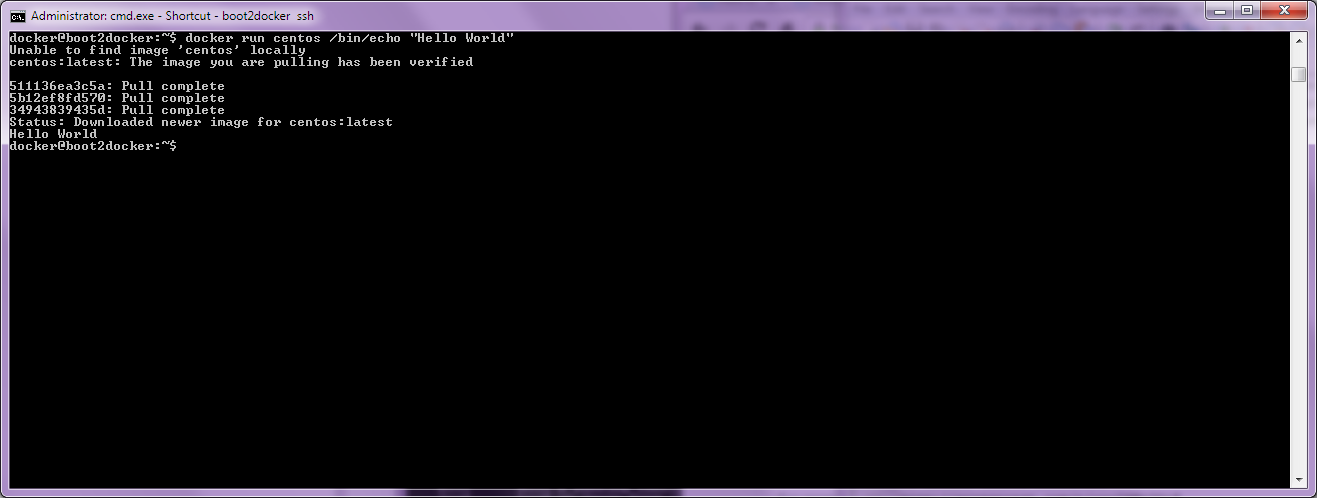 Administrator: cmd.exe - Shortcut - boot2docker ssh
docker@boot2docker:~$ docker run centos /bin/echo "Hello World"
Unable to find image 'centos' locally
centos:latest: The image you are pulling has been verified
511136ea3c5a: Pull complete
5b12ef8fd570: Pull complete
34943839435d: Pull complete
Status: Downloaded newer image for centos:latest
Hello World
docker@boot2docker:~$